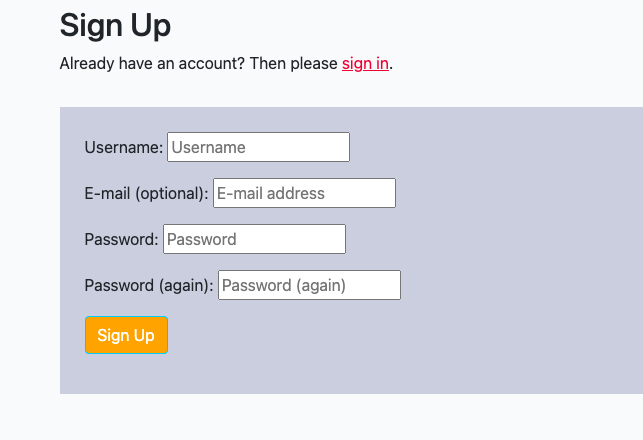 Sign Up
Already have an account? Then please sign in.
Username: Username
E-mail (optional): E-mail address
Password: Password
Password (again): Password (again)
Sign Up